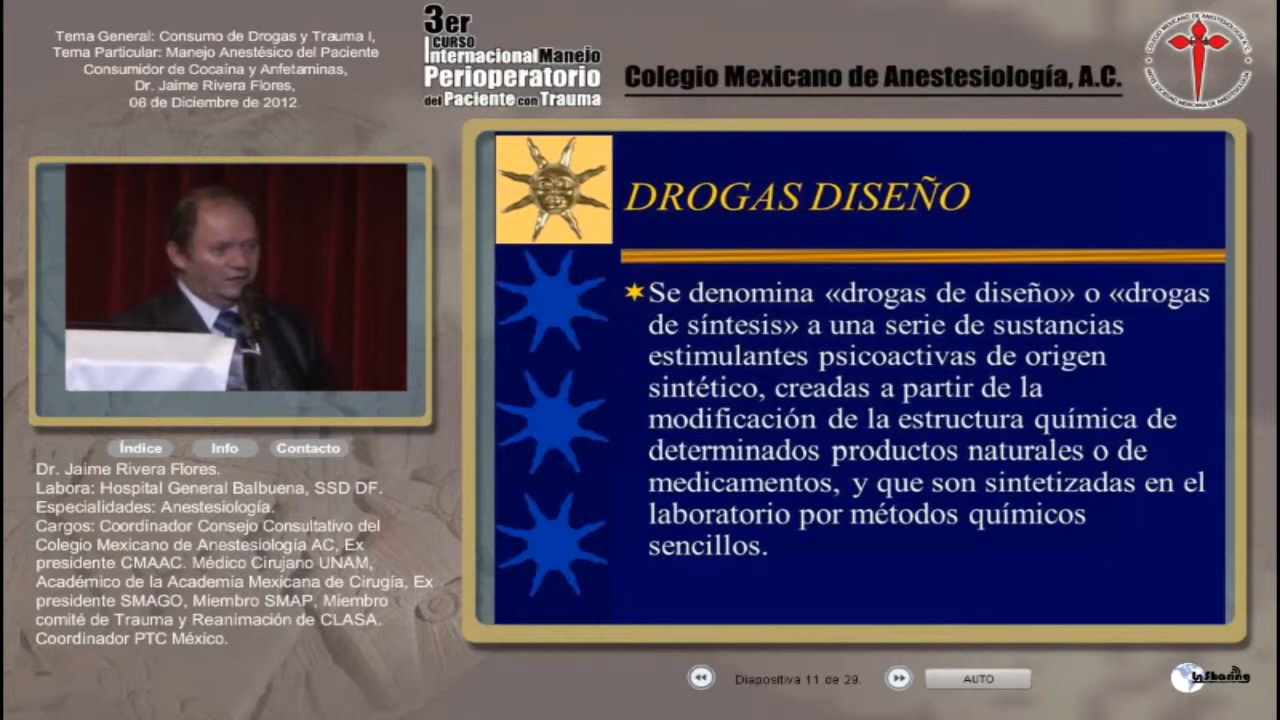 Tema General: Consumo de Drogas y Trauma I,
Tema Particular: Manejo Anestésico del Paciente
Consumidor de Cocaína y Anfetaminas,
Dr. Jaime Rivera Flores,
06 de Diciembre de 2012.
3er
CURSO
Internacional Manejo
Perioperatorio
del Paciente con Trauma
Colegio Mexicano de Anestesiología, A.C.
DROGAS DISEÑO
Se denomina «drogas de diseño» o «drogas
de síntesis» a una serie de sustancias
estimulantes psicoactivas de origen
sintético, creadas a partir de la
modificación de la estructura química de
determinados productos naturales o de
medicamentos, y que son sintetizadas en el
laboratorio por métodos químicos
sencillos.
Índice Info Contacto
Dr. Jaime Rivera Flores.
Labora: Hospital General Balbuena, SSD DF.
Especialidades: Anestesiología.
Cargos: Coordinador Consejo Consultativo del
Colegio Mexicano de Anestesiología AC, Ex
presidente CMAAC. Médico Cirujano UNAM,
Académico de la Academia Mexicana de Cirugía, Ex
presidente SMAGO, Miembro SMAP, Miembro
comité de Trauma y Reanimación de CLASA.
Coordinador PTC México.
Diapositiva 11 de 29.
AUTO
InSharing